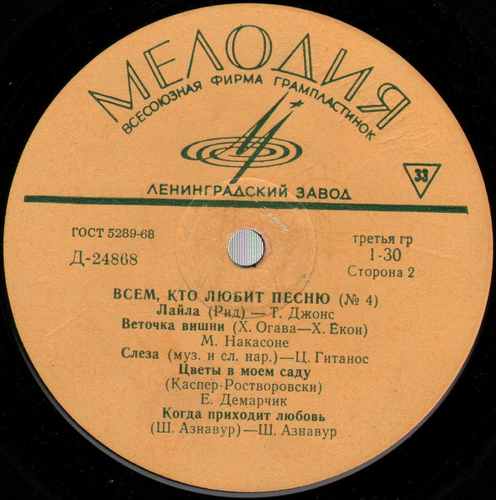 МЕЛОДИЯ
ВСЕСОЮЗНАЯ ФИРМА ГРАМПЛАСТИНОК
ЛЕНИНГРАДСКИЙ ЗАВОД
33
ГОСТ 5289-68
Д-24868
третья гр
1-30
Сторона 2
ВСЕМ, КТО ЛЮБИТ ПЕСНЮ (№ 4)
Лайла (Рид)—Т. Джонс
Веточка вишни (Х. Огава—Х. Ёкои)
М. Накасоне
Слеза (муз. и сл. нар.)—Ц. Гитанос
Цветы в моем саду
(Каспер-Ростворовски)
Е. Демарчик
Когда приходит любовь
(Ш. Азнавур)—Ш. Азнавур